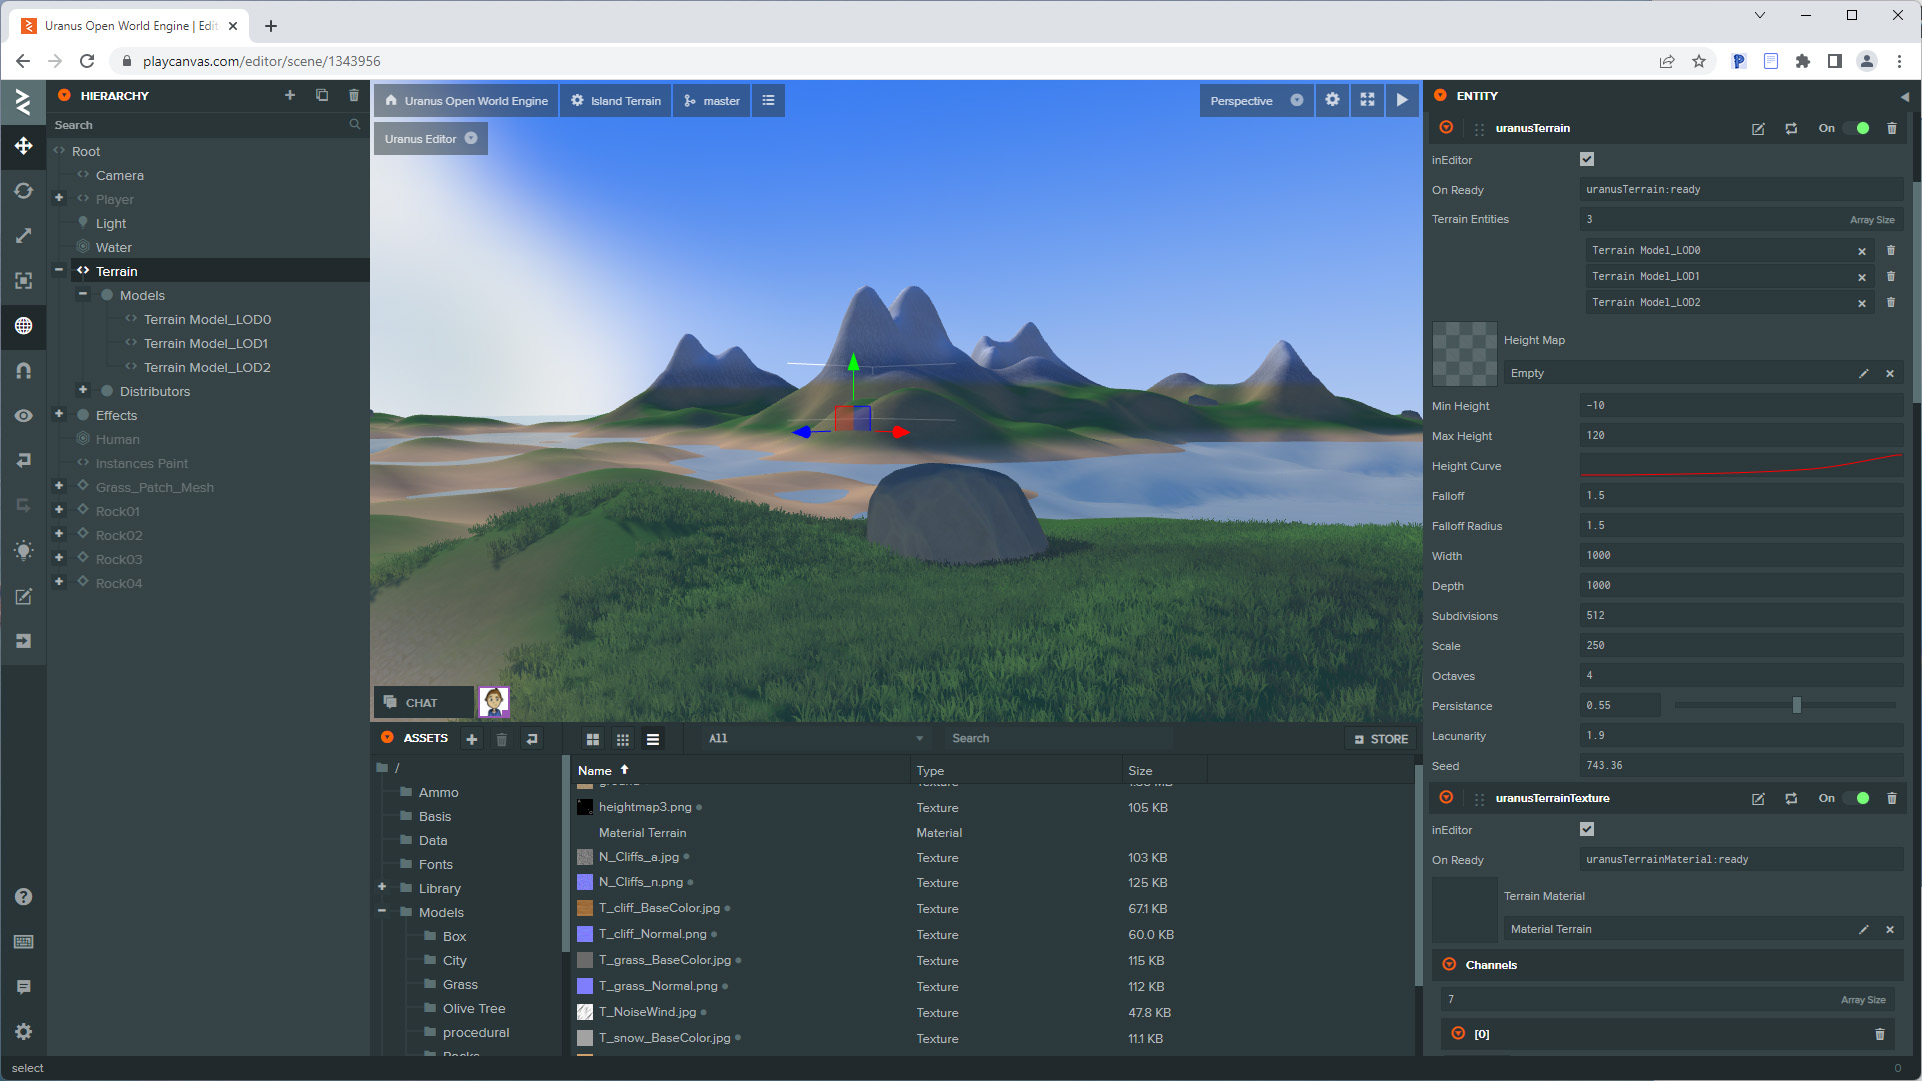 Uranus Open World Engine | Edit
playcanvas.com/editor/scene/1343956
HIERARCHY
Search
Root
Camera
Player
Light
Water
Terrain
Models
Terrain Model_LOD0
Terrain Model_LOD1
Terrain Model_LOD2
Distributors
Effects
Human
Instances Paint
Grass_Patch_Mesh
Rock01
Rock02
Rock03
Rock04
Uranus Open World Engine
Island Terrain
master
Uranus Editor
Perspective
CHAT
ASSETS
All
Search
STORE
/
Ammo
Basis
Data
Fonts
Library
Models
Box
City
Grass
Olive Tree
procedural
Rocks
Name Type Size
heightmap3.png Texture 105 KB
Material Terrain Material
N_Cliffs_a.jpg Texture 103 KB
N_Cliffs_n.png Texture 125 KB
T_cliff_BaseColor.jpg Texture 67.1 KB
T_cliff_Normal.png Texture 60.0 KB
T_grass_BaseColor.jpg Texture 115 KB
T_grass_Normal.png Texture 112 KB
T_NoiseWind.jpg Texture 47.8 KB
T_snow_BaseColor.jpg Texture 11.1 KB
ENTITY
uranusTerrain On
inEditor
On Ready uranusTerrain:ready
Terrain Entities 3 Array Size
Terrain Model_LOD0
Terrain Model_LOD1
Terrain Model_LOD2
Height Map
Empty
Min Height -10
Max Height 120
Height Curve
Falloff 1.5
Falloff Radius 1.5
Width 1000
Depth 1000
Subdivisions 512
Scale 250
Octaves 4
Persistance 0.55
Lacunarity 1.9
Seed 743.36
uranusTerrainTexture On
inEditor
On Ready uranusTerrainMaterial:ready
Terrain Material
Material Terrain
Channels
7 Array Size
[0]
select
0